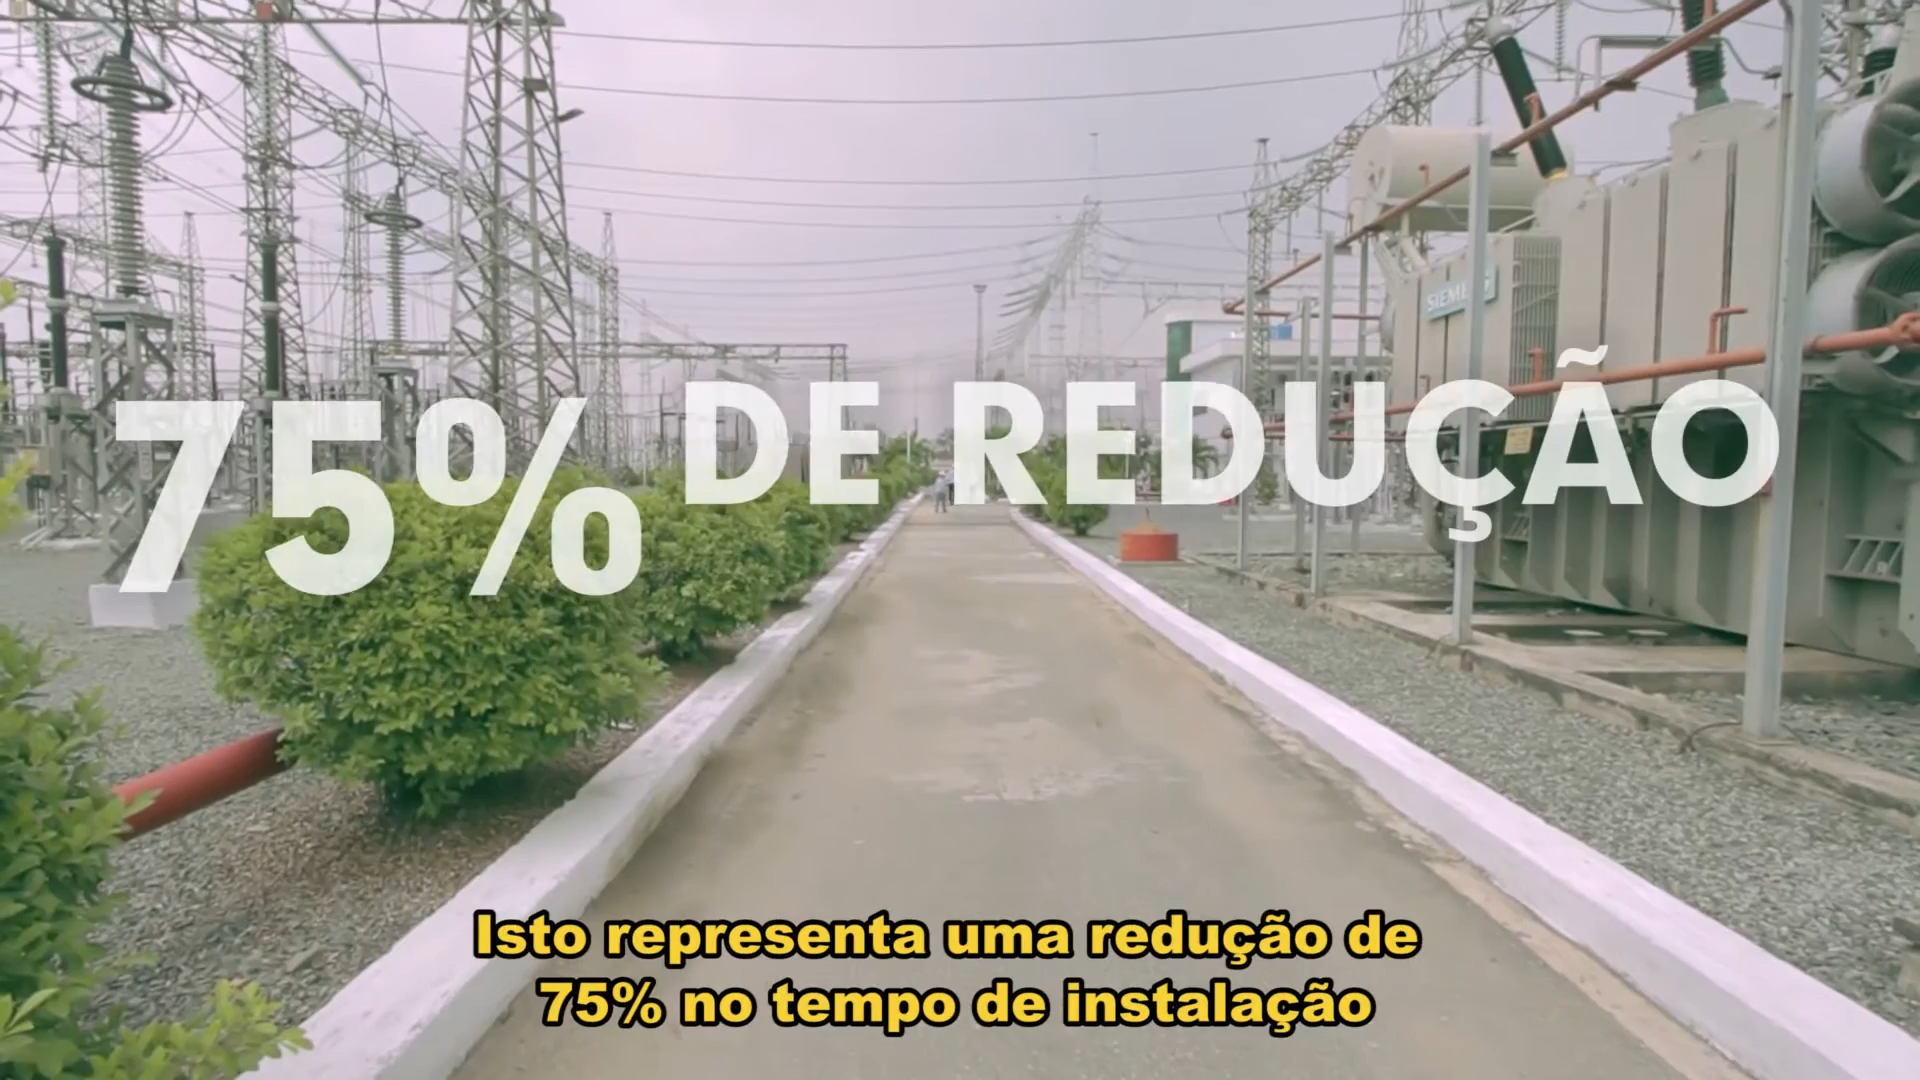 75% DE REDUÇÃO
Isto representa uma redução de
75% no tempo de instalação